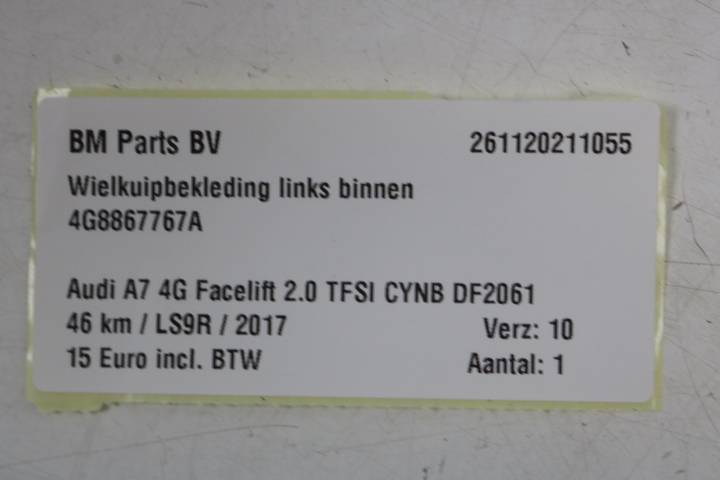 BM Parts BV 261120211055
Wielkuipbekleding links binnen
4G8867767A
Audi A7 4G Facelift 2.0 TFSI CYNB DF2061
46 km / LS9R / 2017 Verz: 10
15 Euro incl. BTW Aantal: 1